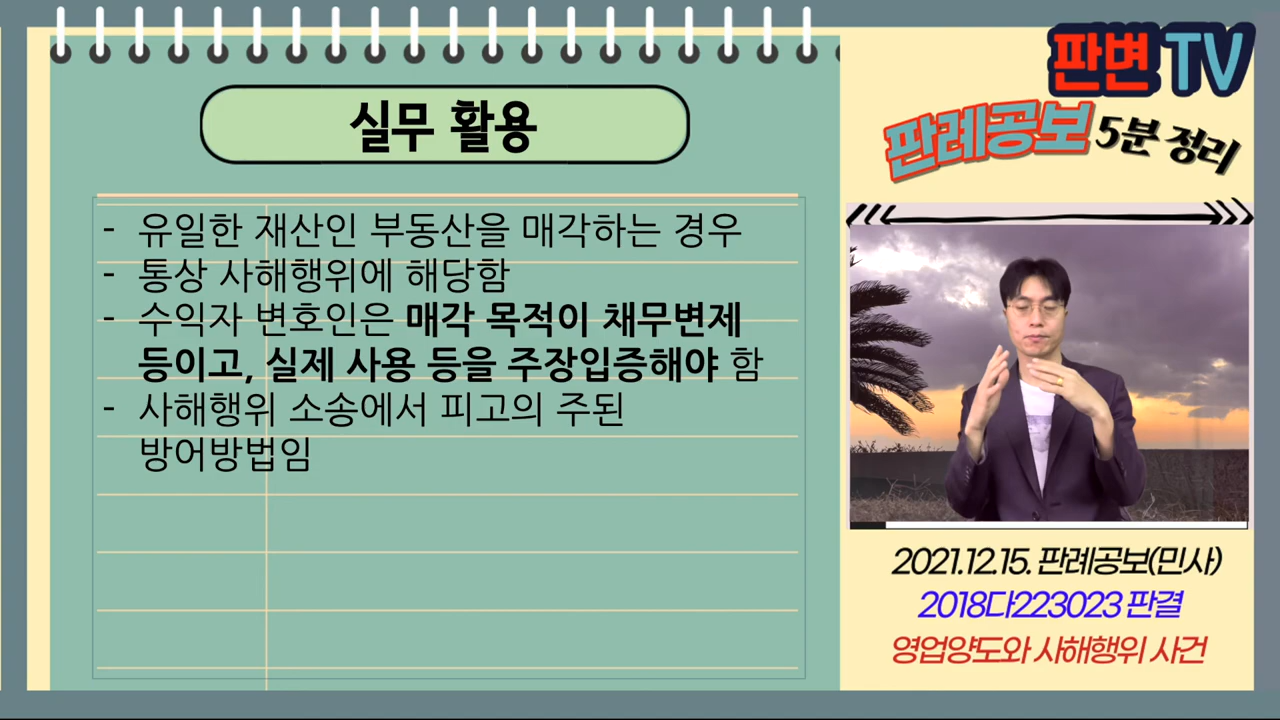 실무 활용
- 유일한 재산인 부동산을 매각하는 경우
- 통상 사해행위에 해당함
- 수익자 변호인은 매각 목적이 채무변제
등이고, 실제 사용 등을 주장입증해야 함
- 사해행위 소송에서 피고의 주된
방어방법임
판변 TV
판례공보 5분 정리
2021.12.15. 판례공보(민사)
2018다223023 판결
영업양도와 사해행위 사건